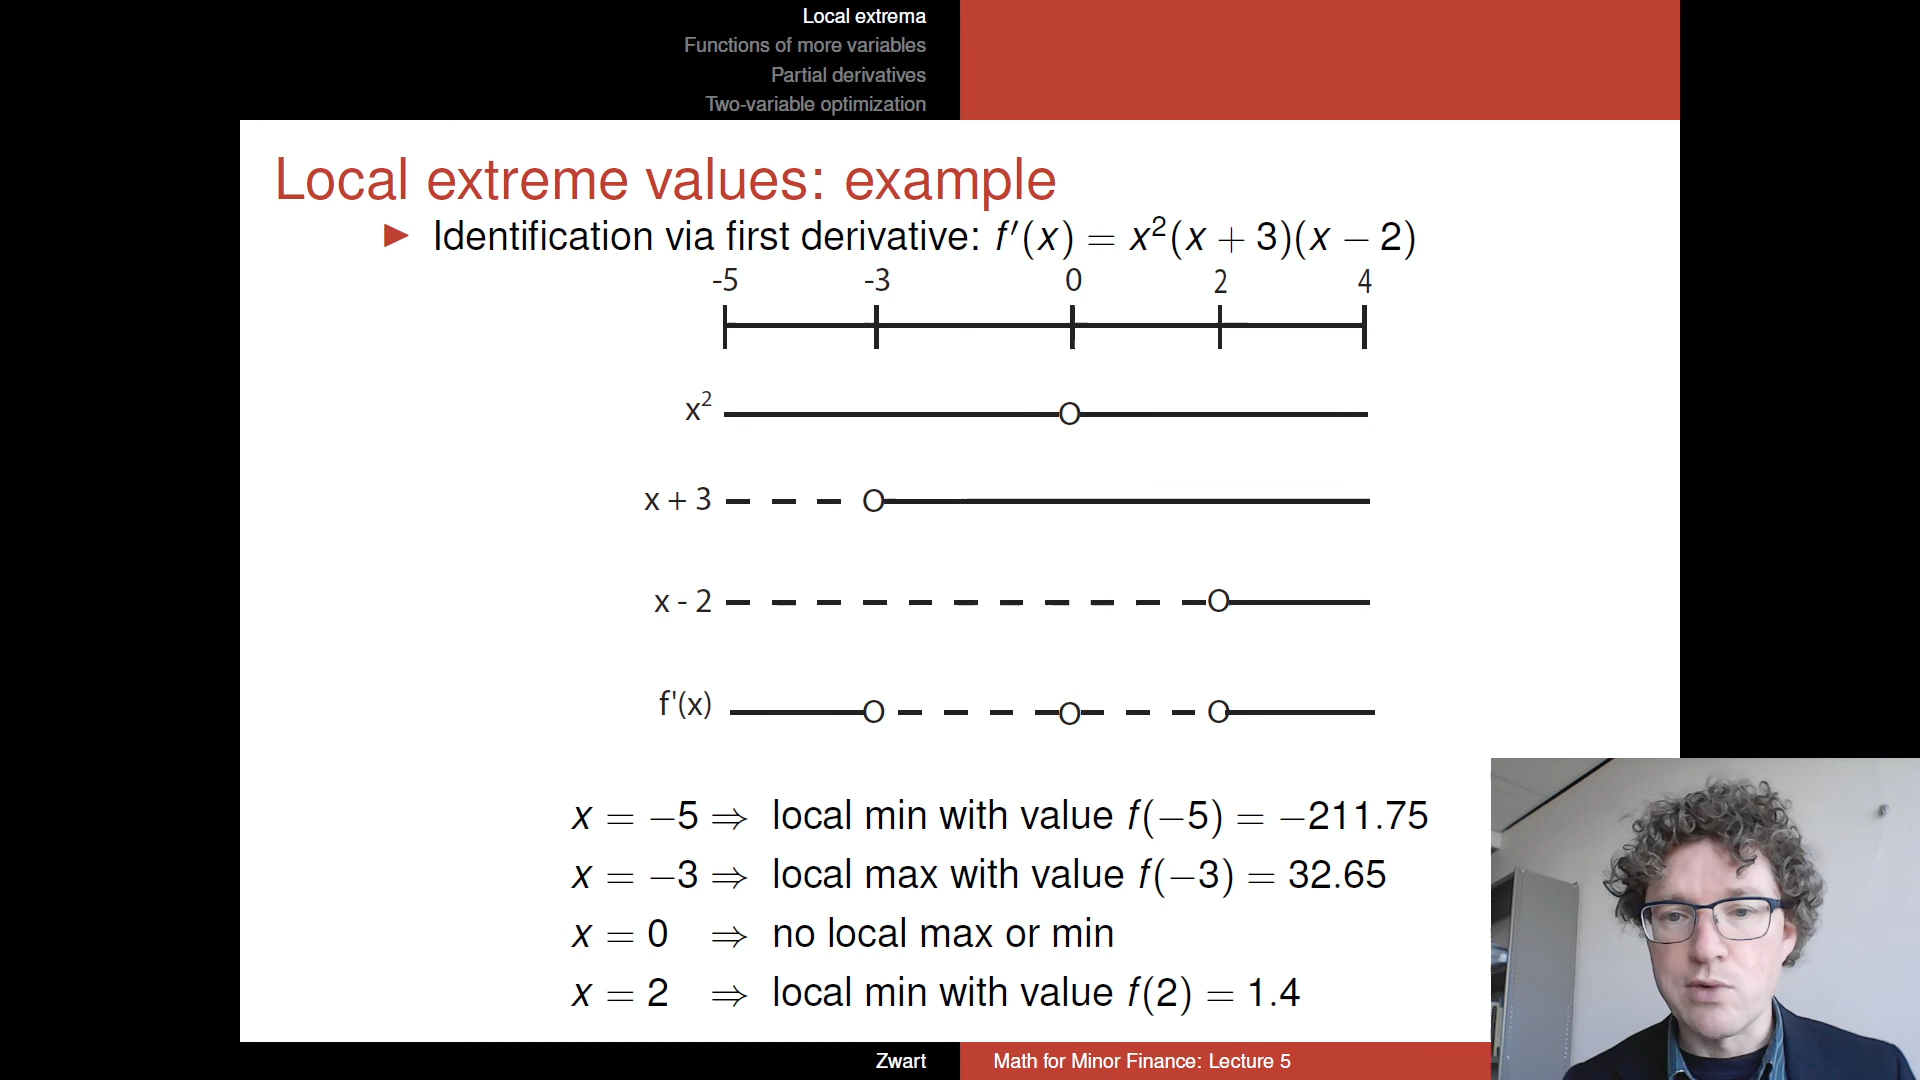 Local extrema
Functions of more variables
Partial derivatives
Two-variable optimization
Local extreme values: example
▶ Identification via first derivative: f′(x) = x²(x + 3)(x − 2)
-5 -3 0 2 4
x²
x + 3
x - 2
f'(x)
x = −5 ⇒ local min with value f(−5) = −211.75
x = −3 ⇒ local max with value f(−3) = 32.65
x = 0 ⇒ no local max or min
x = 2 ⇒ local min with value f(2) = 1.4
Zwart Math for Minor Finance: Lecture 5